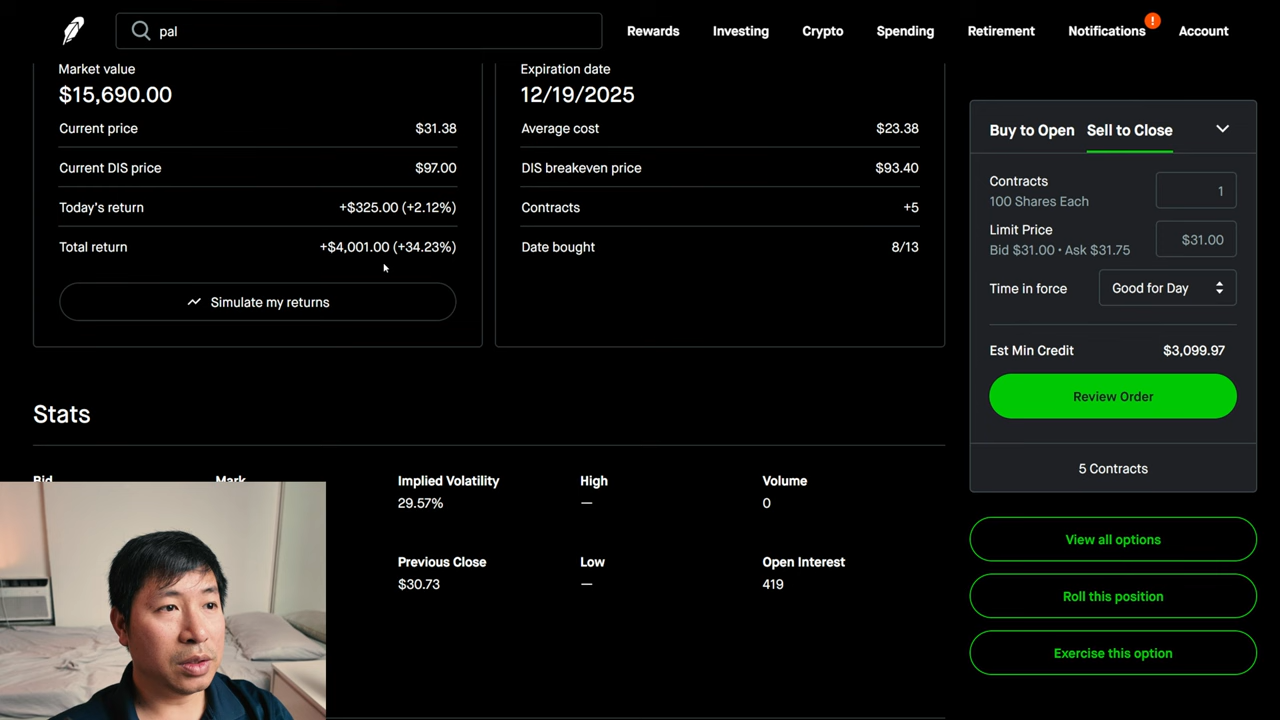 pal
Rewards
Investing
Crypto
Spending
Retirement
Notifications
!
Account
Market value
$15,690.00
Current price $31.38
Current DIS price $97.00
Today's return +$325.00 (+2.12%)
Total return +$4,001.00 (+34.23%)
Simulate my returns
Expiration date
12/19/2025
Average cost $23.38
DIS breakeven price $93.40
Contracts +5
Date bought 8/13
Buy to Open Sell to Close
Contracts 1
100 Shares Each
Limit Price $31.00
Bid $31.00 • Ask $31.75
Time in force Good for Day
Est Min Credit $3,099.97
Review Order
5 Contracts
View all options
Roll this position
Exercise this option
Stats
Bid
Mark
Implied Volatility
29.57%
High
—
Volume
0
Previous Close
$30.73
Low
—
Open Interest
419